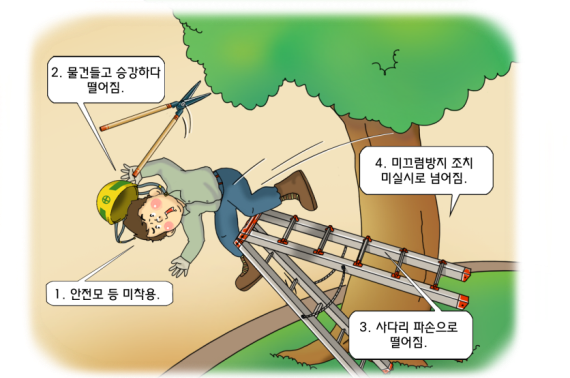 2. 물건들고 승강하다
떨어짐.
4. 미끄럼방지 조치
미실시로 넘어짐.
1. 안전모 등 미착용.
3. 사다리 파손으로
떨어짐.